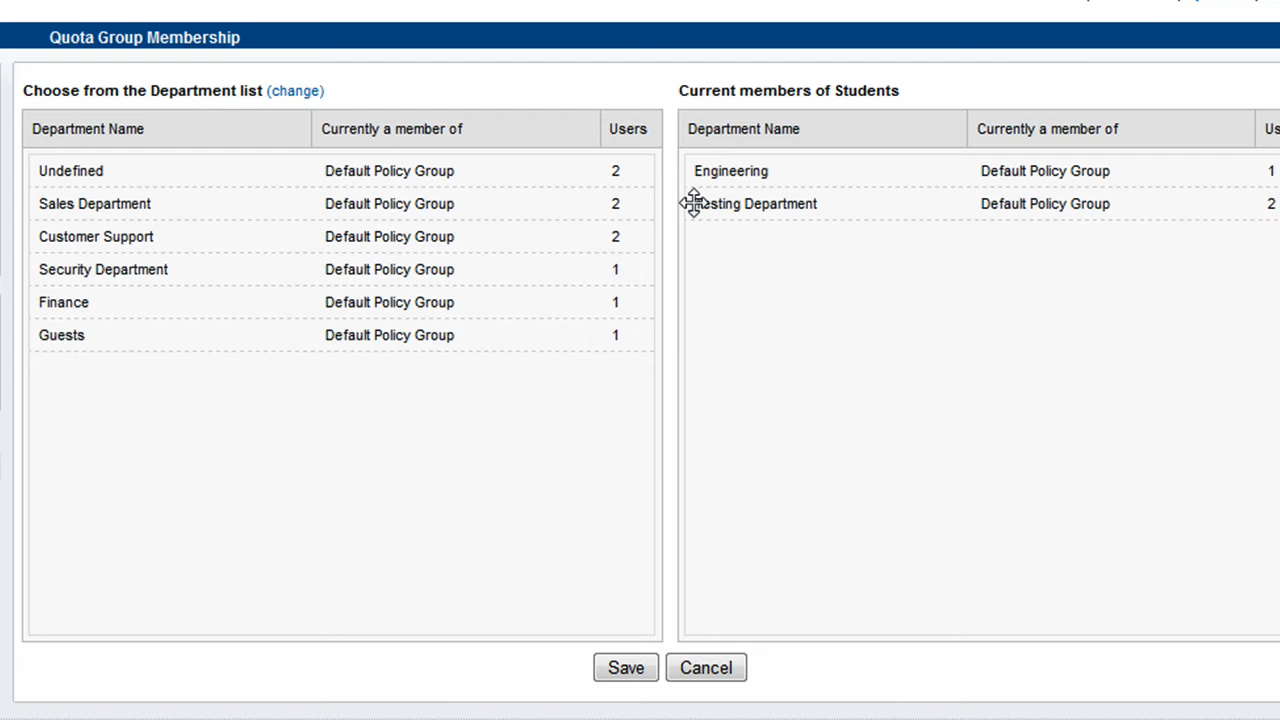 Quota Group Membership
Choose from the Department list (change)
Department Name Currently a member of Users
Undefined Default Policy Group 2
Sales Department Default Policy Group 2
Customer Support Default Policy Group 2
Security Department Default Policy Group 1
Finance Default Policy Group 1
Guests Default Policy Group 1
Current members of Students
Department Name Currently a member of Us
Engineering Default Policy Group 1
Department Default Policy Group 2
Save Cancel